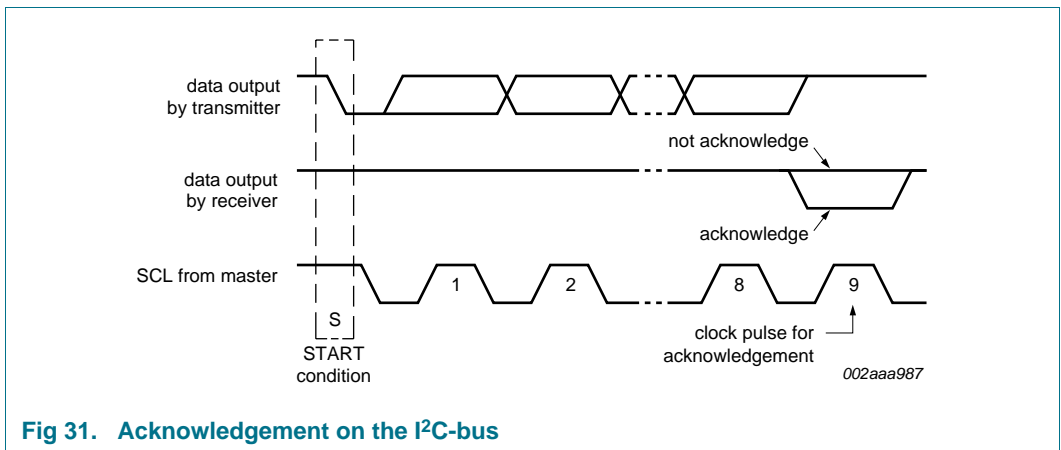 data output
by transmitter
not acknowledge
data output
by receiver
acknowledge
SCL from master
1
2
8
9
S
START
condition
clock pulse for
acknowledgement
002aaa987
Fig 31. Acknowledgement on the I²C-bus